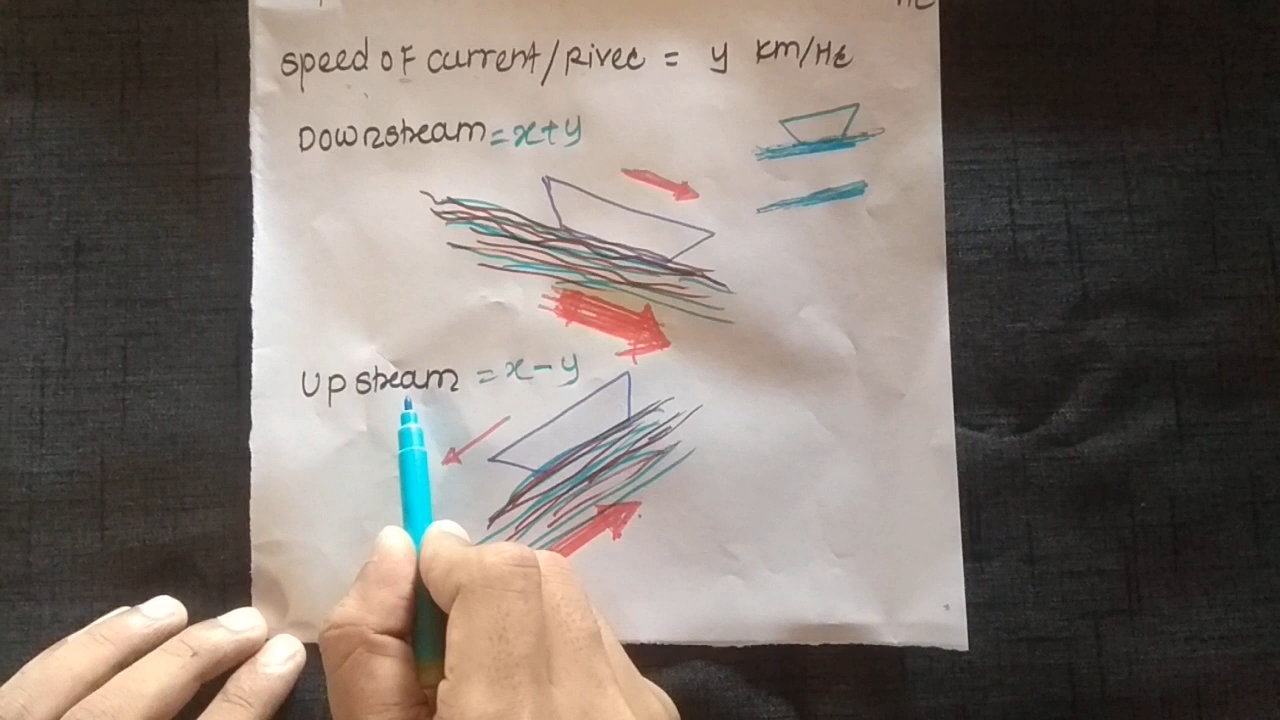 speed of current/River = y Km/Hr
Downstream = x+y
Upstream = x-y